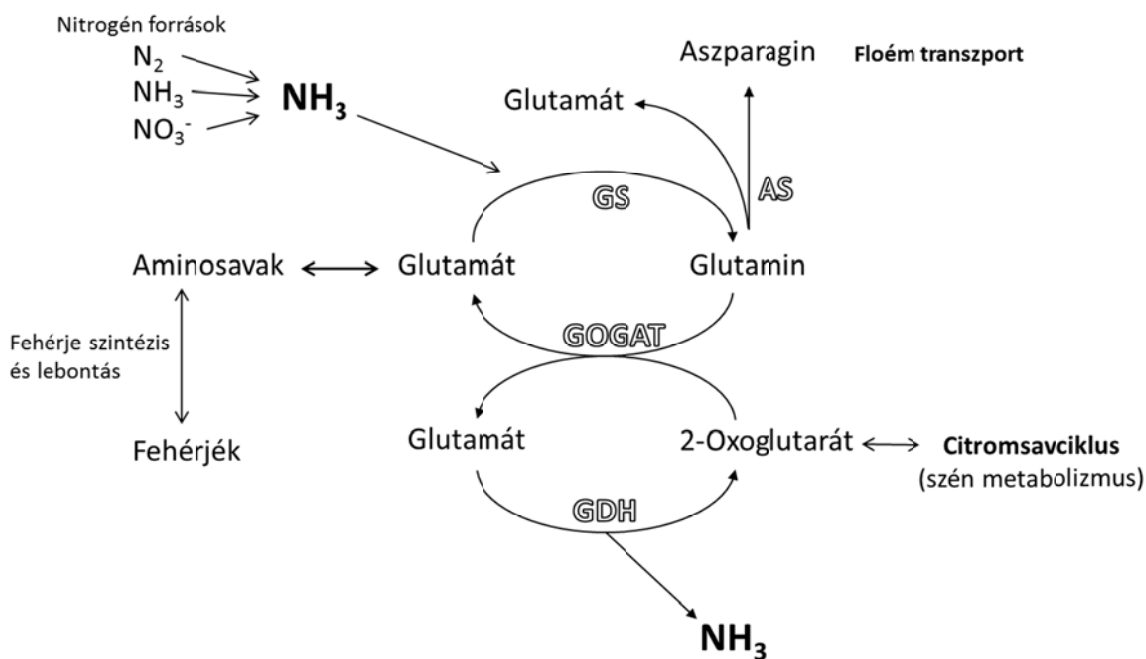 Nitrogén források
N₂
NH₃
NO₃⁻
NH₃
Aszparagin
Floém transzport
Glutamát
GS
AS
Aminosavak
Glutamát
Glutamin
GOGAT
Fehérje szintézis
és lebontás
Fehérjék
Glutamát
2-Oxoglutarát
Citromsavciklus
(szén metabolizmus)
GDH
NH₃